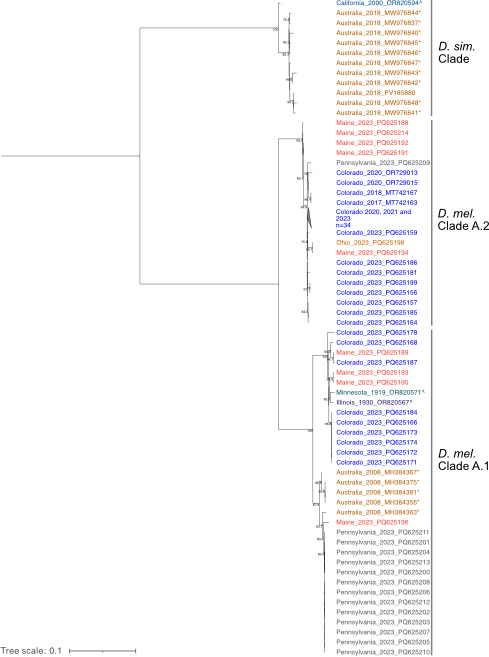 California_2000_OR820594^
Australia_2018_MW976844*
Australia_2018_MW976837*
Australia_2018_MW976840*
Australia_2018_MW976845*
Australia_2018_MW976846*
Australia_2018_MW976847*
Australia_2018_MW976843*
Australia_2018_MW976842*
Australia_2018_FV185880
Australia_2018_MW976848*
Australia_2018_MW976841*
D. sim.
Clade
Maine_2023_PQ625188
Maine_2023_PQ625214
Maine_2023_PQ625192
Maine_2023_PQ625191
Pennsylvania_2023_PQ625209
Colorado_2020_OR729013
Colorado_2020_OR729015
Colorado_2018_MT742167
Colorado_2017_MT742163
Colorado 2020, 2021 and
2023
n=34
Colorado_2023_PQ625159
Ohio_2023_PQ625198
Maine_2023_PQ625194
Colorado_2023_PQ625186
Colorado_2023_PQ625181
Colorado_2023_PQ625199
Colorado_2023_PQ625156
Colorado_2023_PQ625157
Colorado_2023_PQ625185
Colorado_2023_PQ625164
D. mel.
Clade A.2
Colorado_2023_PQ625178
Colorado_2023_PQ625168
Maine_2023_PQ625189
Colorado_2023_PQ625187
Maine_2023_PQ625193
Maine_2023_PQ625190
Minnesota_1919_OR820571^
Illinois_1930_OR820567^
Colorado_2023_PQ625184
Colorado_2023_PQ625166
Colorado_2023_PQ625173
Colorado_2023_PQ625174
Colorado_2023_PQ625172
Colorado_2023_PQ625171
Australia_2008_MH384367*
Australia_2008_MH384375*
Australia_2008_MH384381*
Australia_2008_MH384356*
Australia_2008_MH384363*
Maine_2023_PQ625196
Pennsylvania_2023_PQ625211
Pennsylvania_2023_PQ625201
Pennsylvania_2023_PQ625204
Pennsylvania_2023_PQ625213
Pennsylvania_2023_PQ625200
Pennsylvania_2023_PQ625208
Pennsylvania_2023_PQ625206
Pennsylvania_2023_PQ625212
Pennsylvania_2023_PQ625202
Pennsylvania_2023_PQ625203
Pennsylvania_2023_PQ625207
Pennsylvania_2023_PQ625205
Pennsylvania_2023_PQ625210
D. mel.
Clade A.1
Tree scale: 0.1